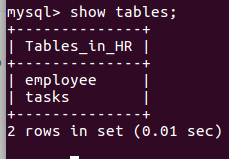 mysql> show tables;
+--------------+
| Tables_in_HR |
+--------------+
| employee     |
| tasks        |
+--------------+
2 rows in set (0.01 sec)